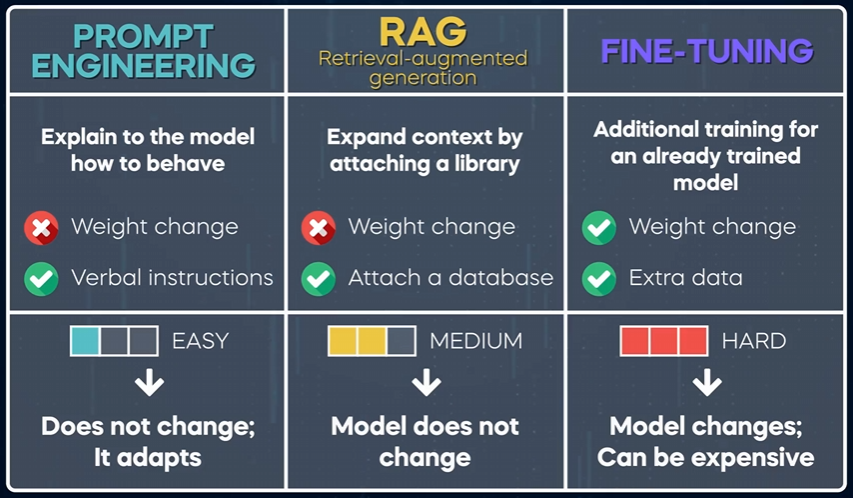 PROMPT
ENGINEERING
RAG
Retrieval-augmented
generation
FINE-TUNING
Explain to the model
how to behave
Expand context by
attaching a library
Additional training for
an already trained
model
Weight change
Verbal instructions
Weight change
Attach a database
Weight change
Extra data
EASY
MEDIUM
HARD
Does not change;
It adapts
Model does not
change
Model changes;
Can be expensive